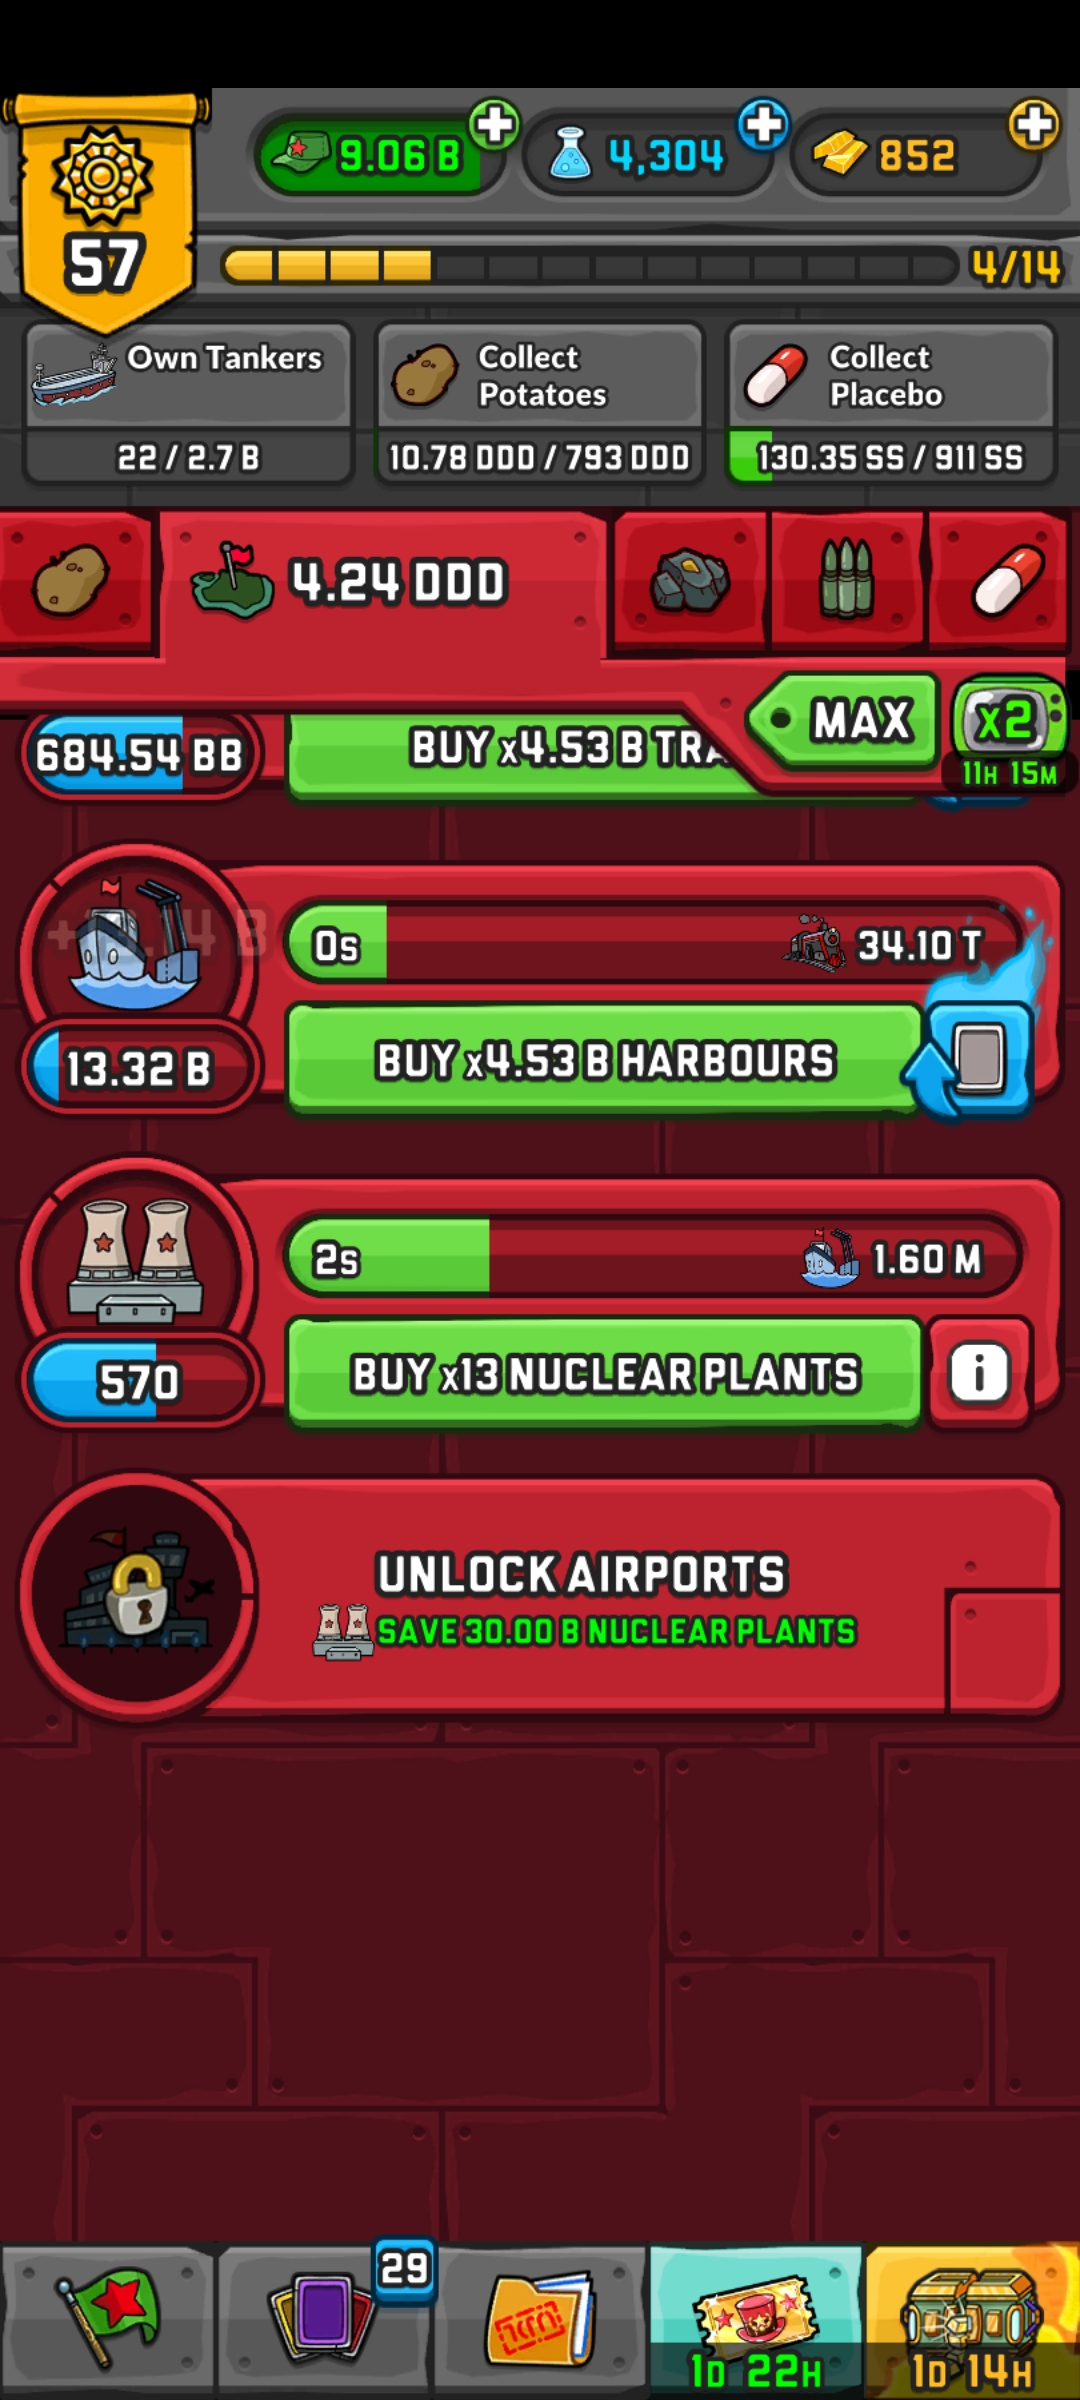 9.06 B
4,304
852
57
4/14
Own Tankers
22 / 2.7 B
Collect
Potatoes
10.78 DDD / 793 DDD
Collect
Placebo
130.35 SS / 911 SS
4.24 DDD
MAX
x2
11H 15M
684.54 BB
BUY x4.53 B TRA
0s
34.10 T
13.32 B
BUY x4.53 B HARBOURS
2s
1.60 M
570
BUY x13 NUCLEAR PLANTS
i
UNLOCK AIRPORTS
SAVE 30.00 B NUCLEAR PLANTS
29
1D 22H
1D 14H